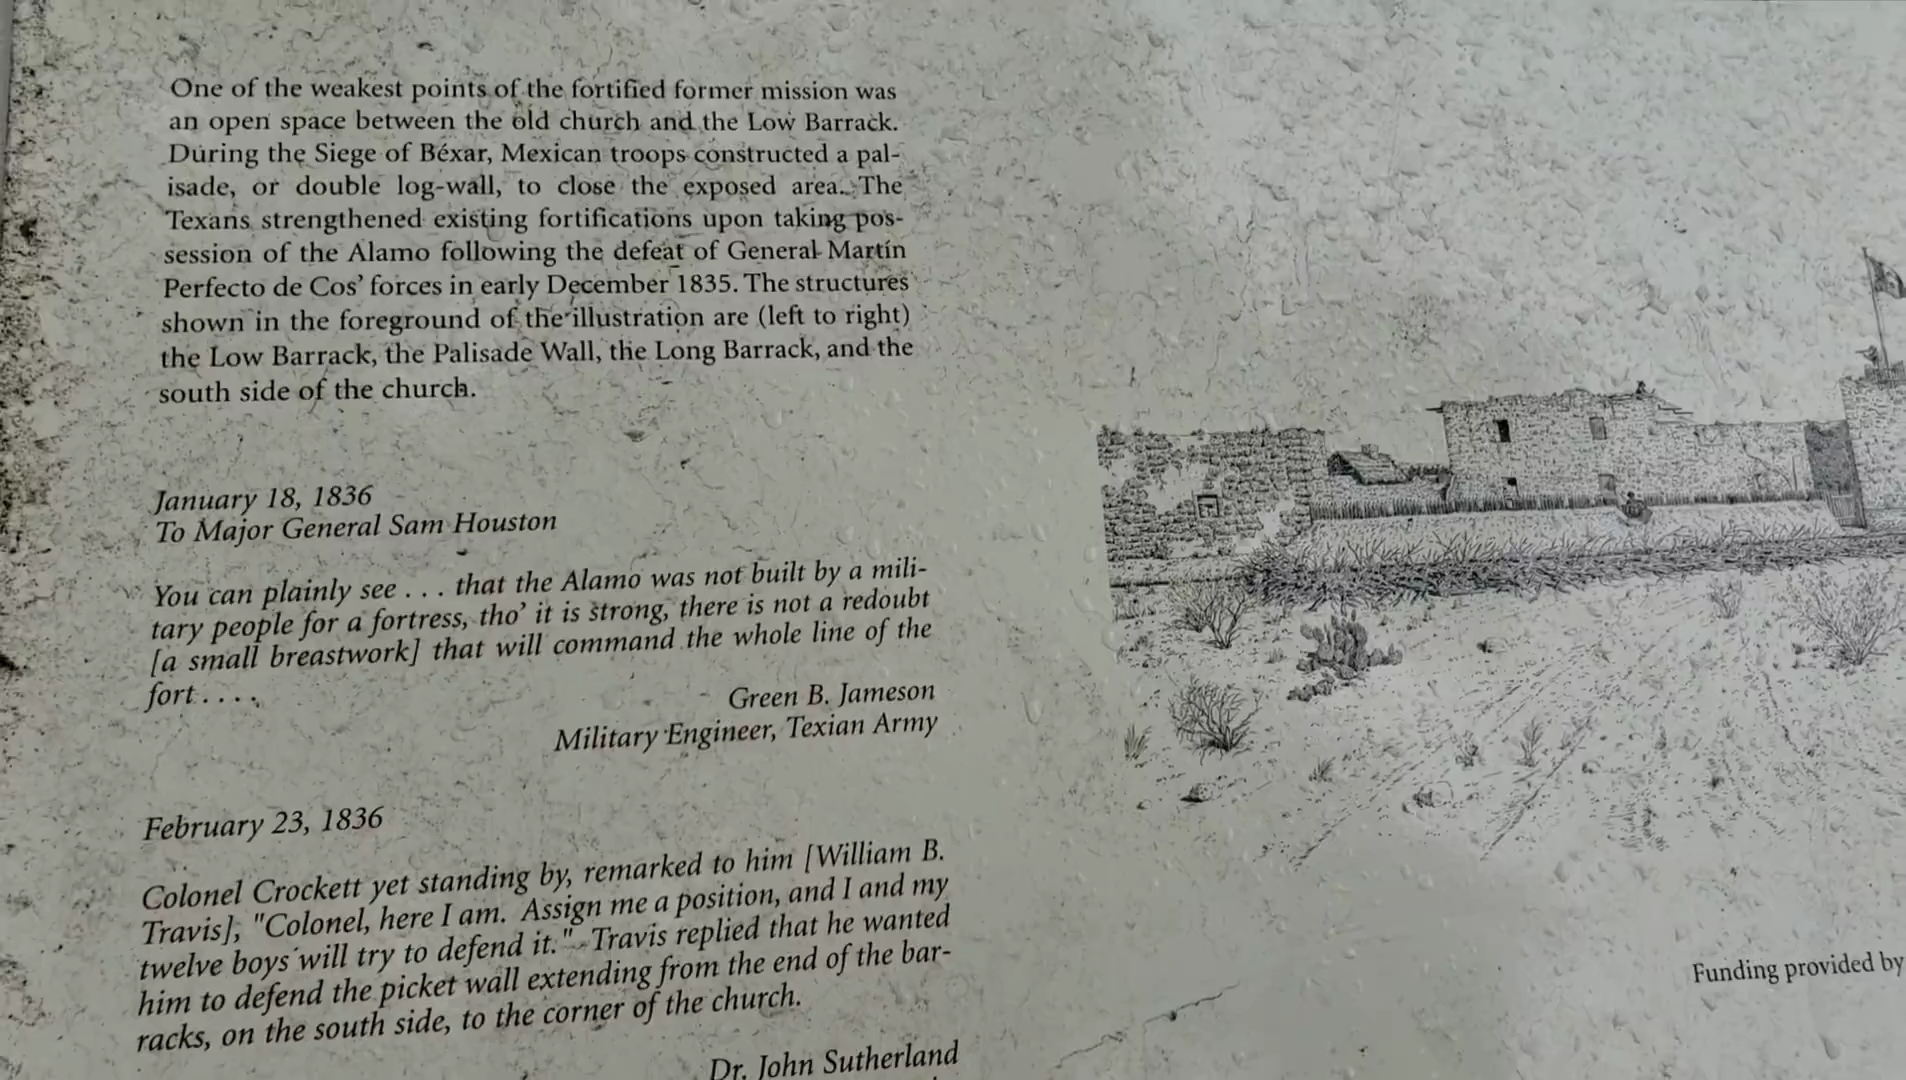 One of the weakest points of the fortified former mission was
an open space between the old church and the Low Barrack.
During the Siege of Béxar, Mexican troops constructed a pal-
isade, or double log-wall, to close the exposed area. The
Texans strengthened existing fortifications upon taking pos-
session of the Alamo following the defeat of General Martín
Perfecto de Cos' forces in early December 1835. The structures
shown in the foreground of the illustration are (left to right)
the Low Barrack, the Palisade Wall, the Long Barrack, and the
south side of the church.
January 18, 1836
To Major General Sam Houston
You can plainly see . . . that the Alamo was not built by a mili-
tary people for a fortress, tho' it is strong, there is not a redoubt
[a small breastwork] that will command the whole line of the
fort . . . .
Green B. Jameson
Military Engineer, Texian Army
February 23, 1836
Colonel Crockett yet standing by, remarked to him [William B.
Travis], "Colonel, here I am. Assign me a position, and I and my
twelve boys will try to defend it." Travis replied that he wanted
him to defend the picket wall extending from the end of the bar-
racks, on the south side, to the corner of the church.
Dr. John Sutherland
Funding provided by